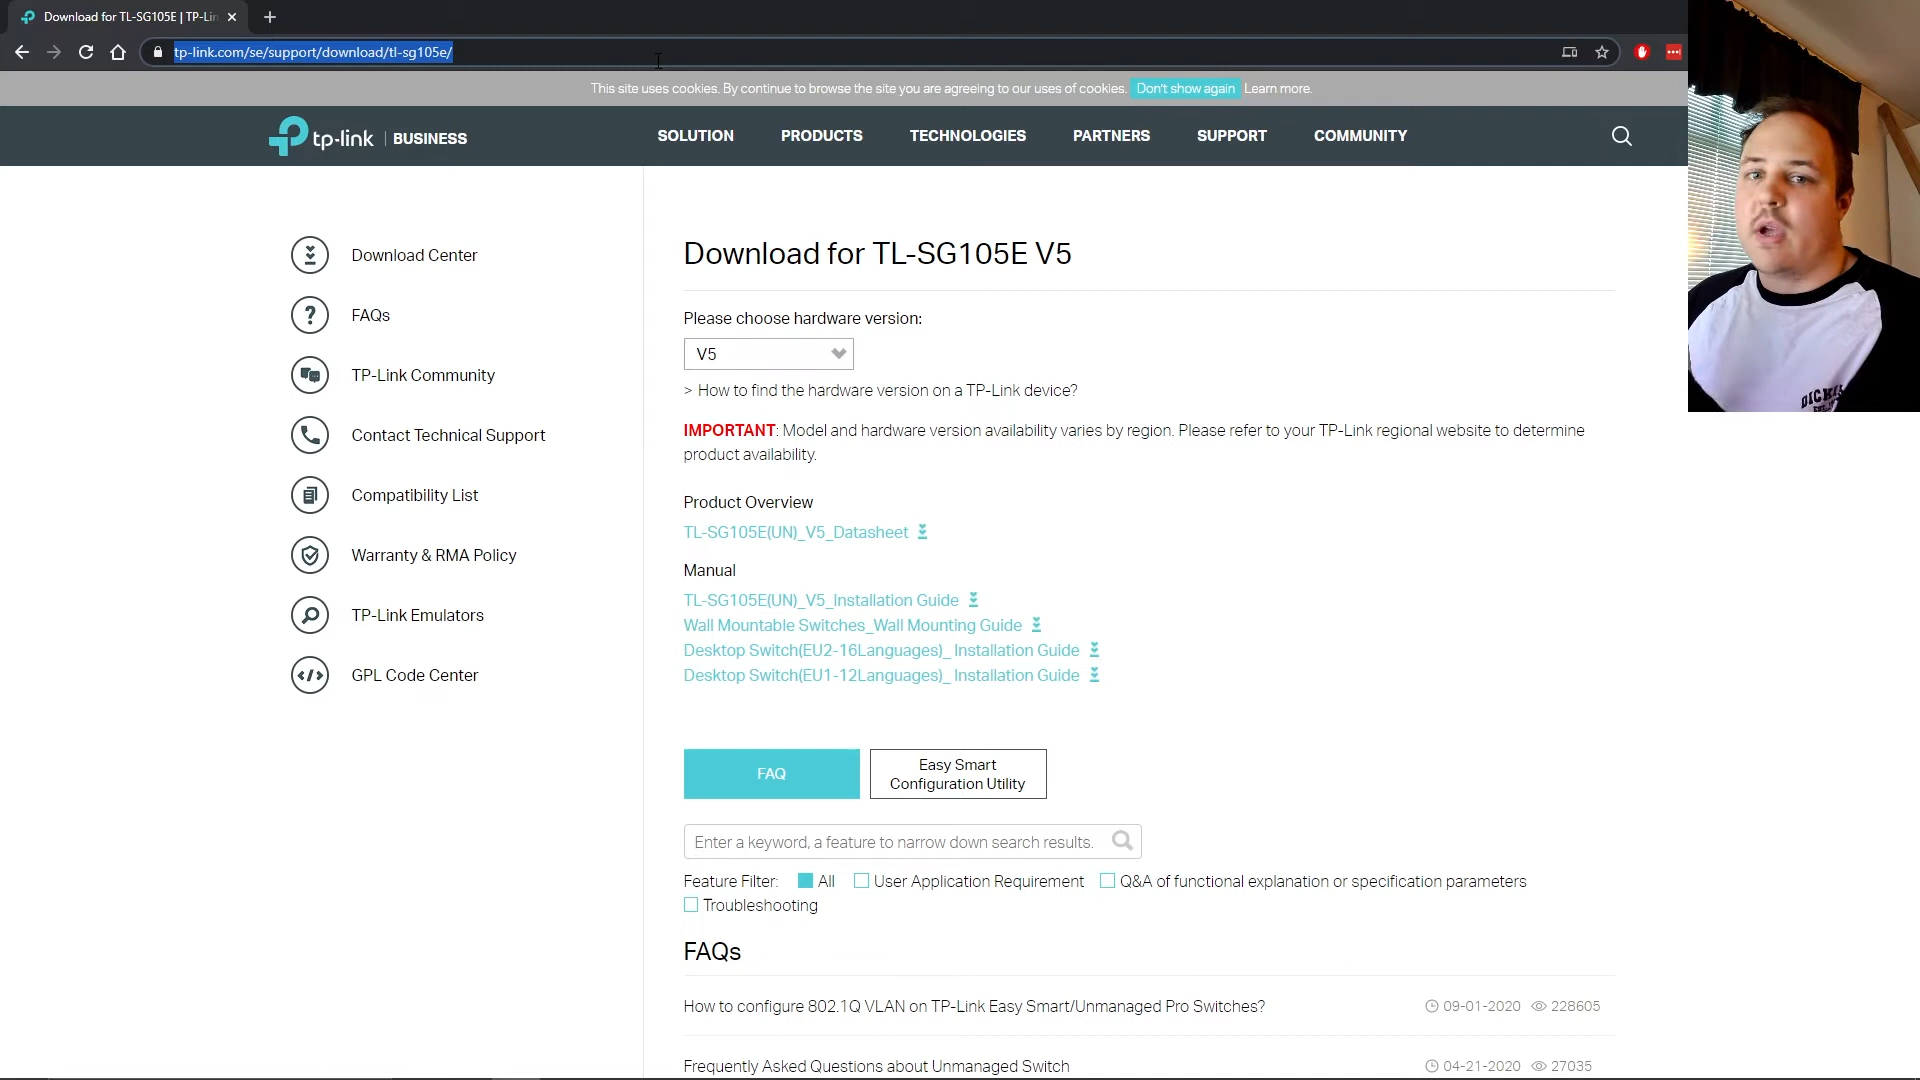 Download for TL-SG105E | TP-Lin
tp-link.com/se/support/download/tl-sg105e/
This site uses cookies. By continue to browse the site you are agreeing to our uses of cookies. Don't show again Learn more.
tp-link | BUSINESS
SOLUTION PRODUCTS TECHNOLOGIES PARTNERS SUPPORT COMMUNITY
Download Center
FAQs
TP-Link Community
Contact Technical Support
Compatibility List
Warranty & RMA Policy
TP-Link Emulators
GPL Code Center
Download for TL-SG105E V5
Please choose hardware version:
V5
> How to find the hardware version on a TP-Link device?
IMPORTANT: Model and hardware version availability varies by region. Please refer to your TP-Link regional website to determine
product availability.
Product Overview
TL-SG105E(UN)_V5_Datasheet
Manual
TL-SG105E(UN)_V5_Installation Guide
Wall Mountable Switches_Wall Mounting Guide
Desktop Switch(EU2-16Languages)_ Installation Guide
Desktop Switch(EU1-12Languages)_ Installation Guide
FAQ
Easy Smart
Configuration Utility
Enter a keyword, a feature to narrow down search results.
Feature Filter: All User Application Requirement Q&A of functional explanation or specification parameters
Troubleshooting
FAQs
How to configure 802.1Q VLAN on TP-Link Easy Smart/Unmanaged Pro Switches? 09-01-2020 228605
Frequently Asked Questions about Unmanaged Switch 04-21-2020 27035